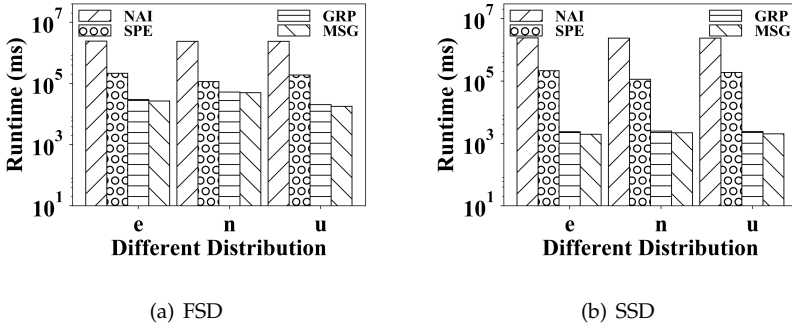 10^7
10^5
10^3
10^1
Runtime (ms)
NAI
SPE
GRP
MSG
e n u
Different Distribution
(a) FSD
10^7
10^5
10^3
10^1
Runtime (ms)
NAI
SPE
GRP
MSG
e n u
Different Distribution
(b) SSD